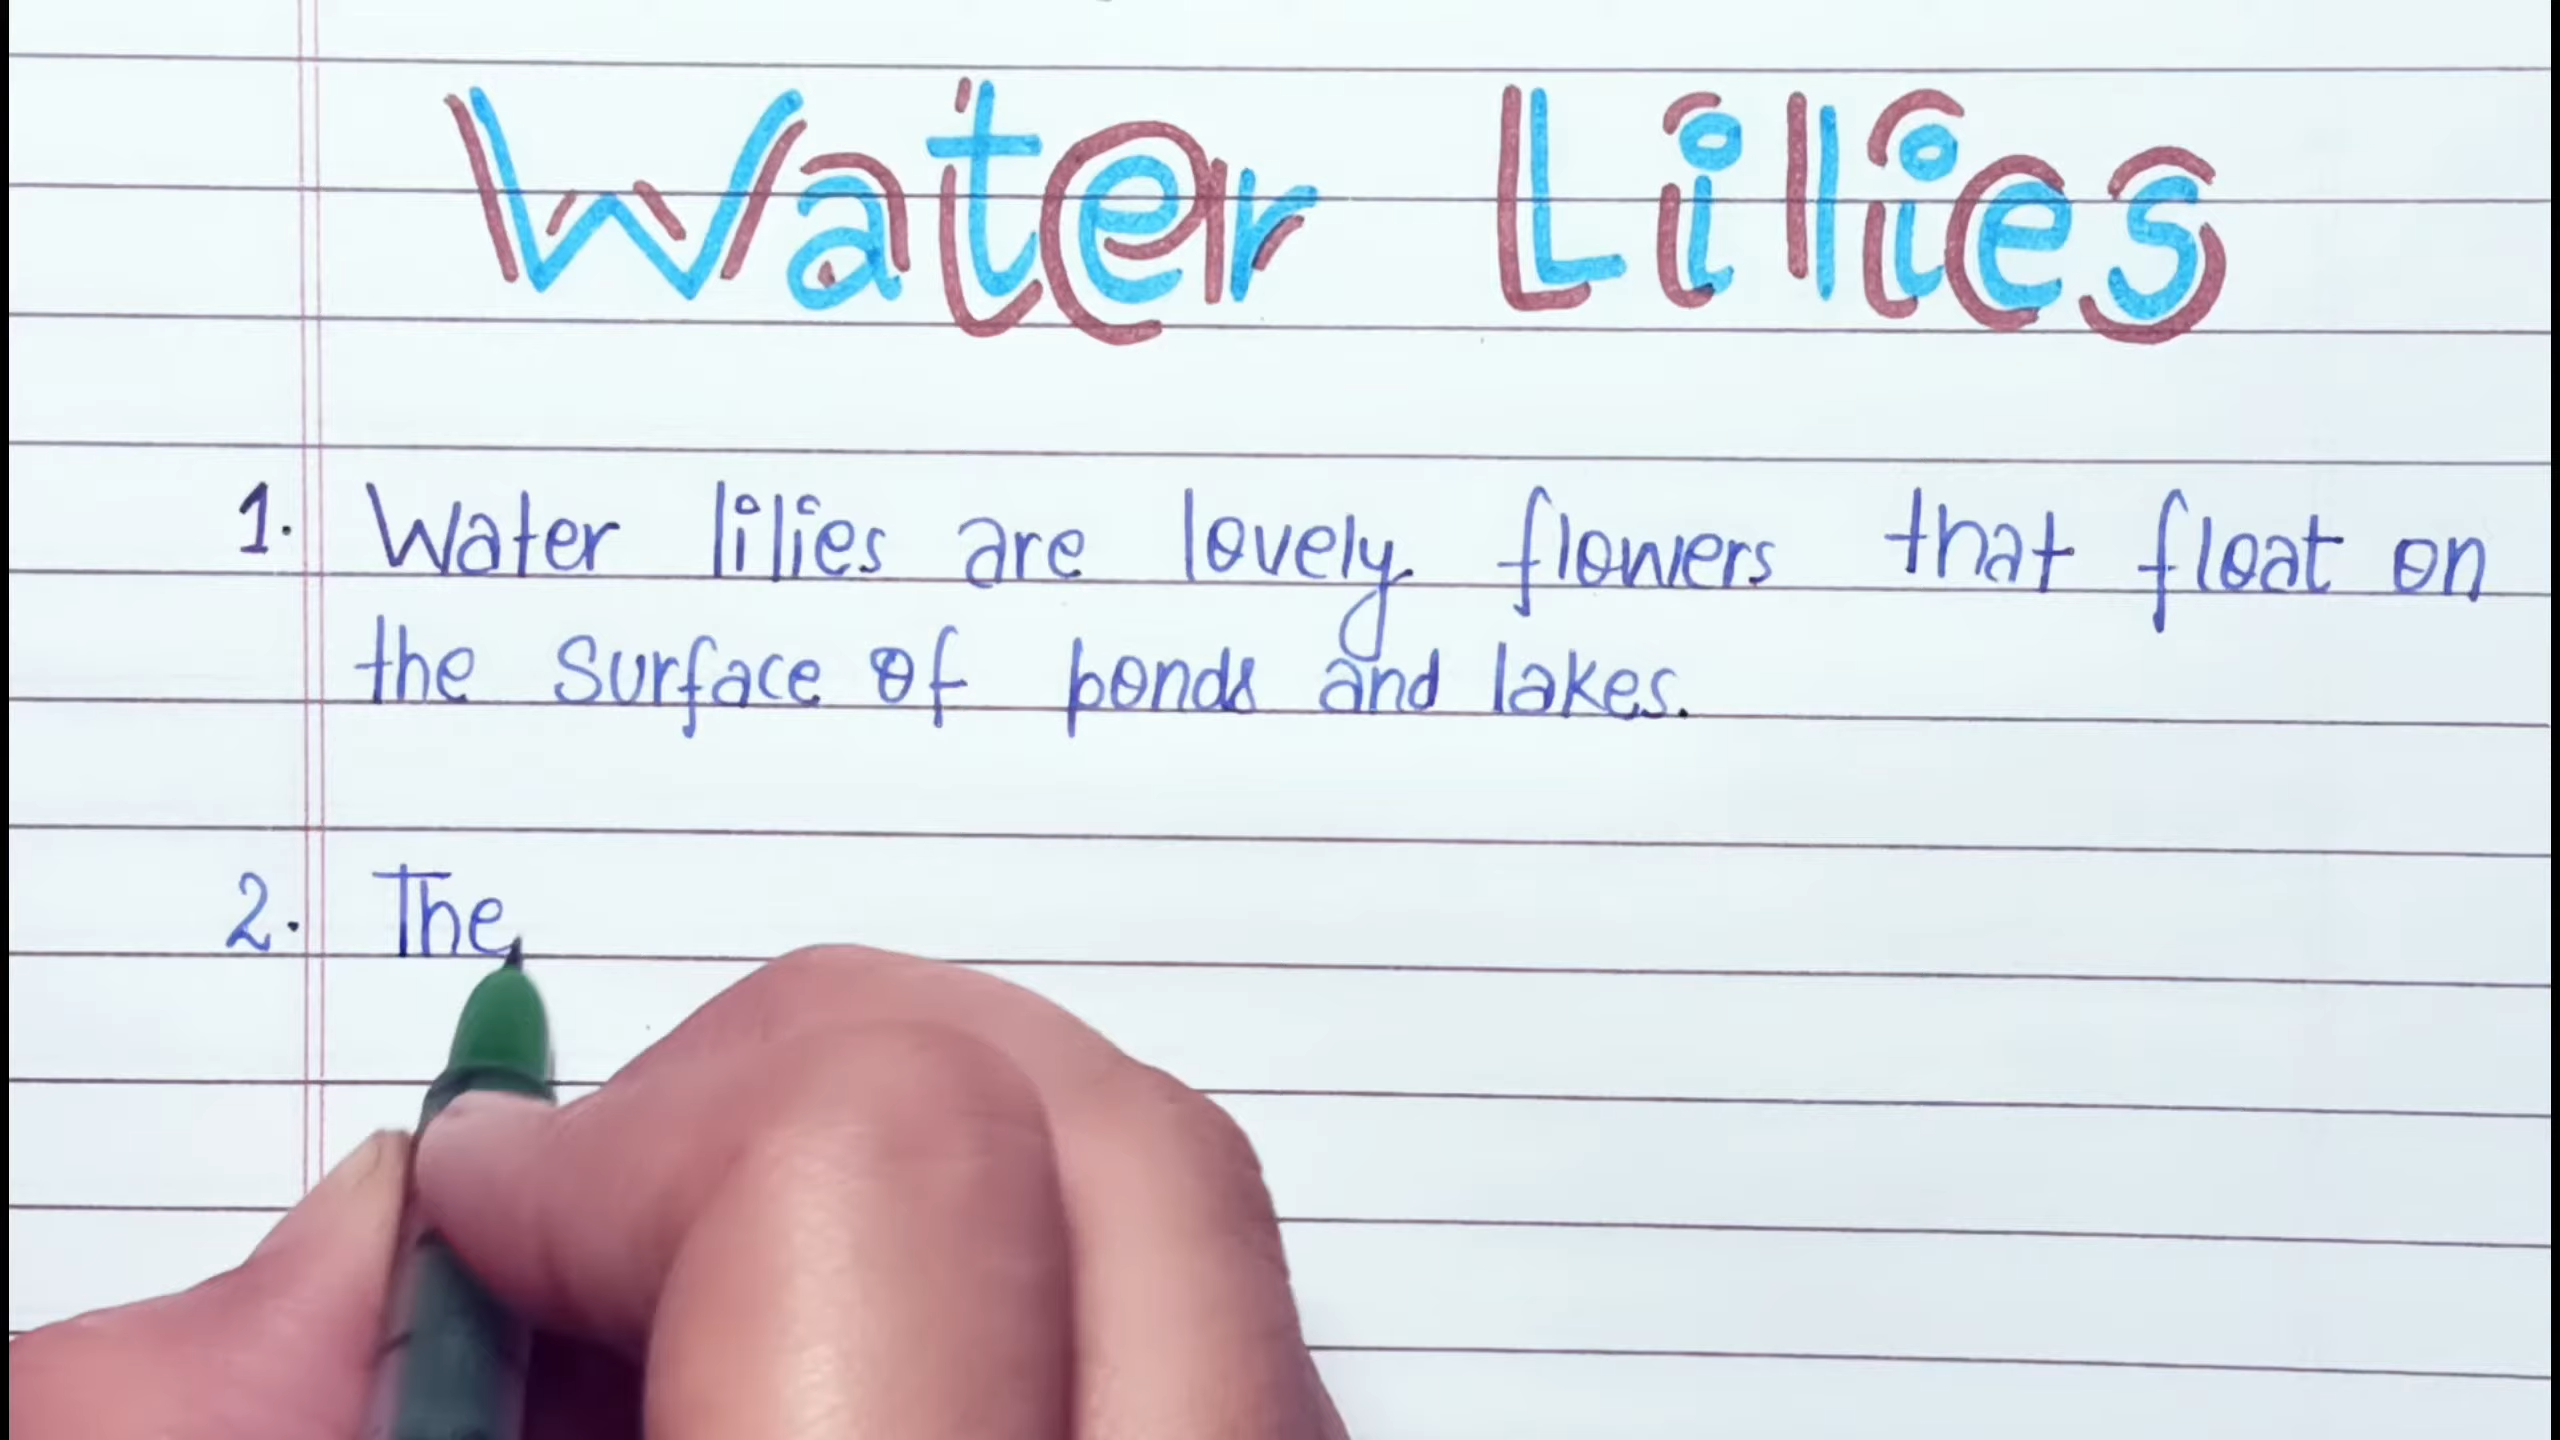 Water Lilies
1. Water lilies are lovely flowers that float on
the surface of ponds and lakes.
2. The